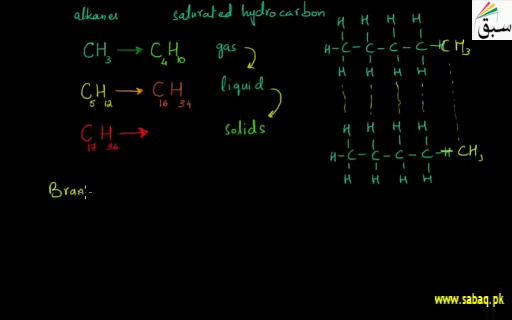 alkanes saturated hydrocarbon
CH3 → C4H10 gas
C5H12 → C16H34 liquid
C17H36 → solids
Bran
H H H H
H-C-C-C-C-H CH3
H H H H
H H H H
H-C-C-C-C-H CH3
H H H H
سبق
www.sabaq.pk